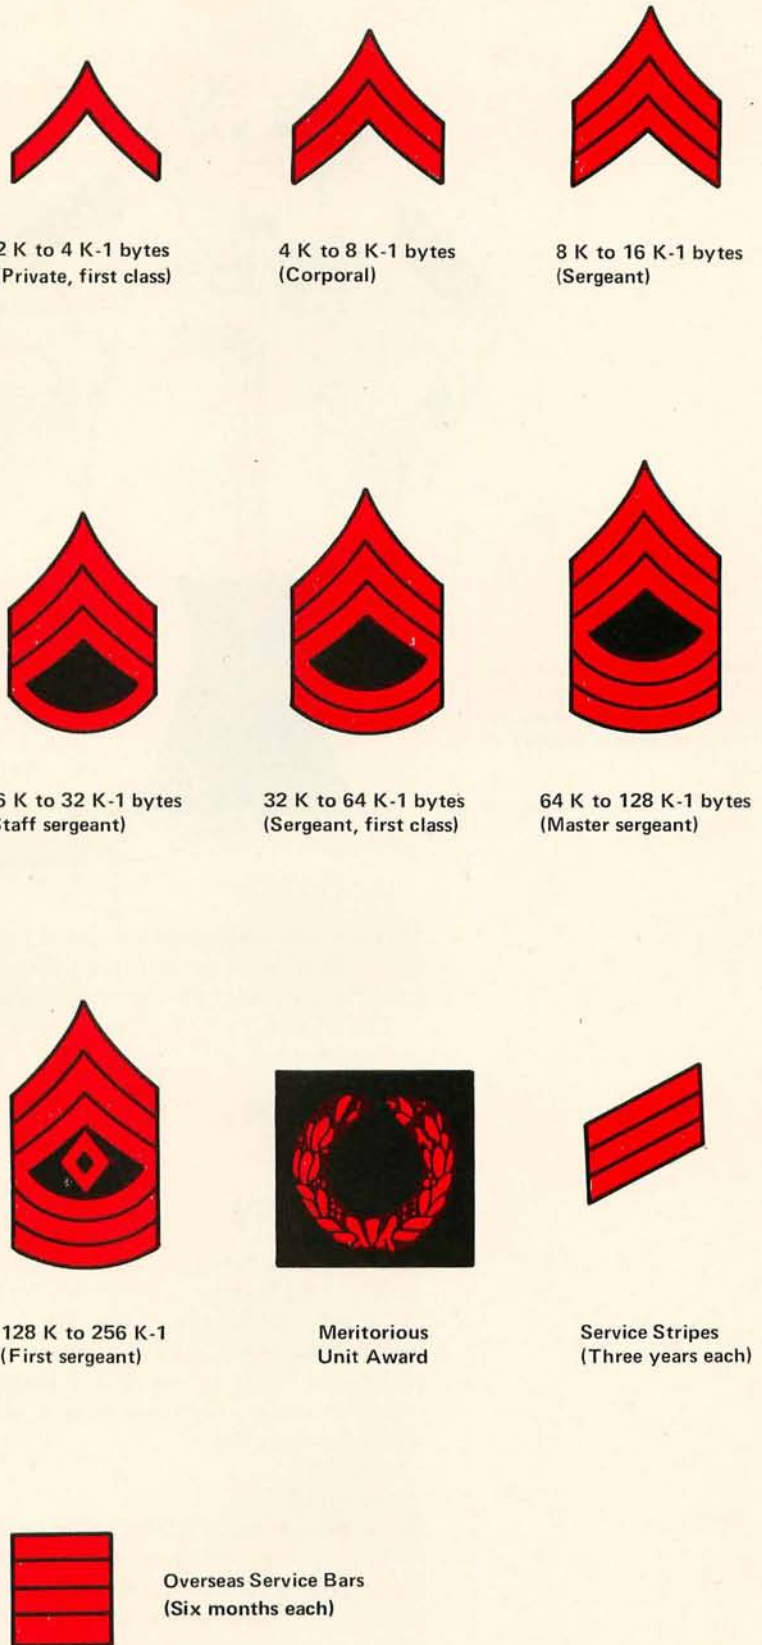 2 K to 4 K-1 bytes
Private, first class)
4 K to 8 K-1 bytes
(Corporal)
8 K to 16 K-1 bytes
(Sergeant)
6 K to 32 K-1 bytes
taff sergeant)
32 K to 64 K-1 bytes
(Sergeant, first class)
64 K to 128 K-1 bytes
(Master sergeant)
128 K to 256 K-1
(First sergeant)
Meritorious
Unit Award
Service Stripes
(Three years each)
Overseas Service Bars
(Six months each)